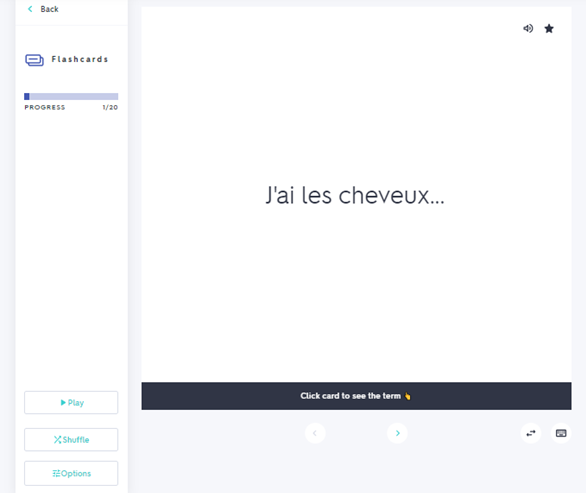 Back
Flashcards
PROGRESS 1/20
J'ai les cheveux...
Click card to see the term 👆
Play
Shuffle
Options